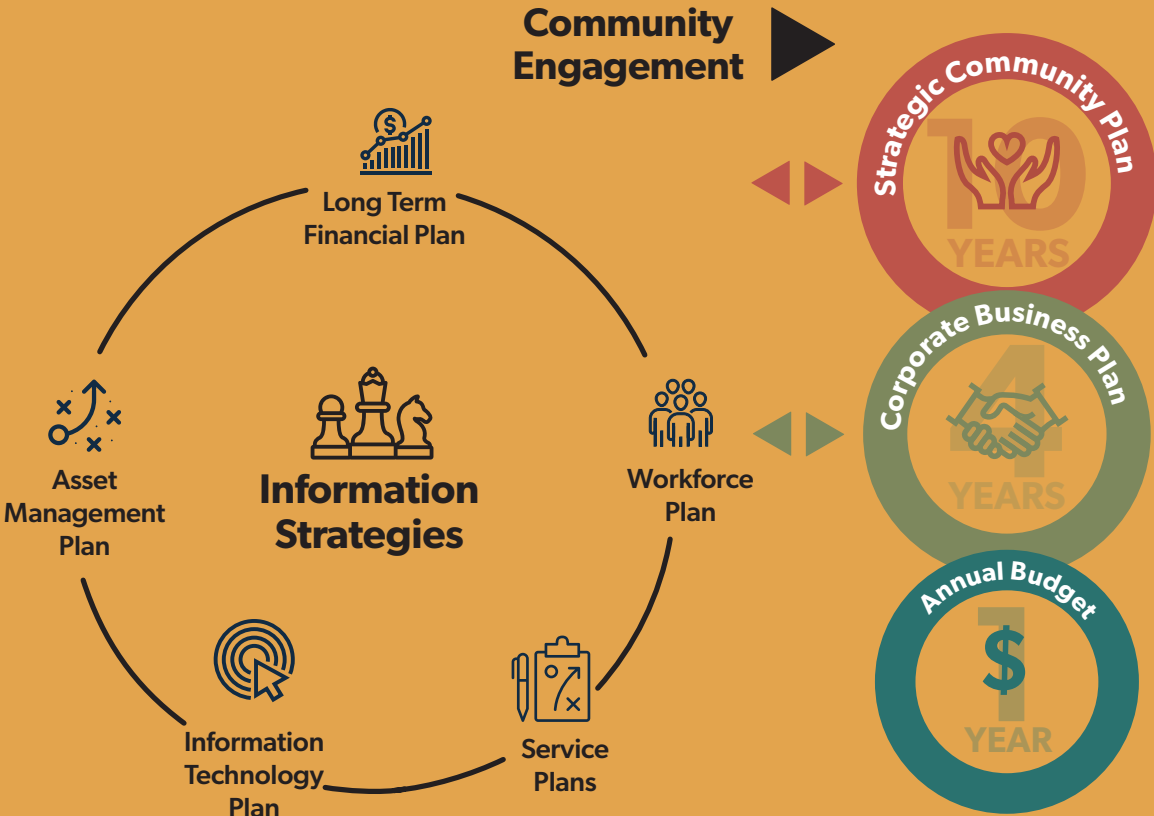 Community
Engagement
Strategic Community Plan
10
YEARS
$
Long Term
Financial Plan
Corporate Business Plan
4
YEARS
Asset
Management
Plan
Information
Strategies
Workforce
Plan
Annual Budget
1
$
YEAR
Information
Technology
Plan
Service
Plans